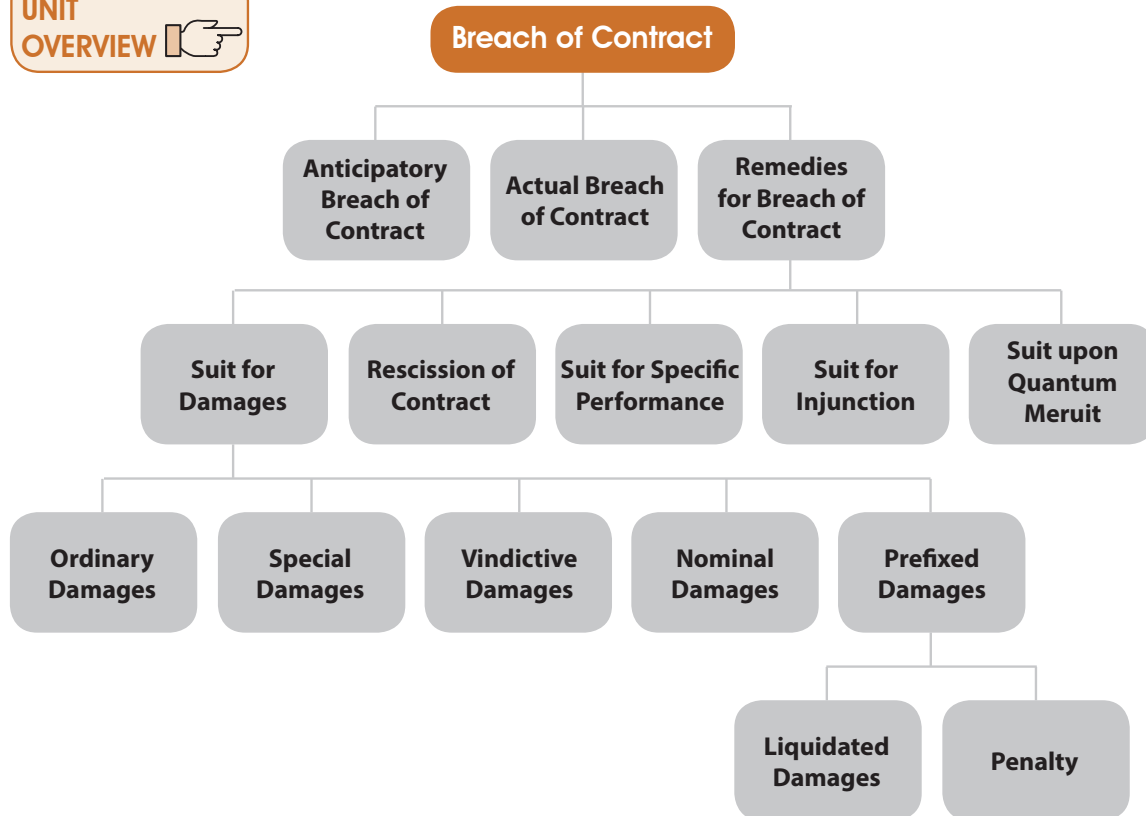 UNIT
OVERVIEW
Breach of Contract
Anticipatory
Breach of
Contract
Actual Breach
of Contract
Remedies
for Breach of
Contract
Suit for
Damages
Rescission of
Contract
Suit for Specific
Performance
Suit for
Injunction
Suit upon
Quantum
Meruit
Ordinary
Damages
Special
Damages
Vindictive
Damages
Nominal
Damages
Prefixed
Damages
Liquidated
Damages
Penalty